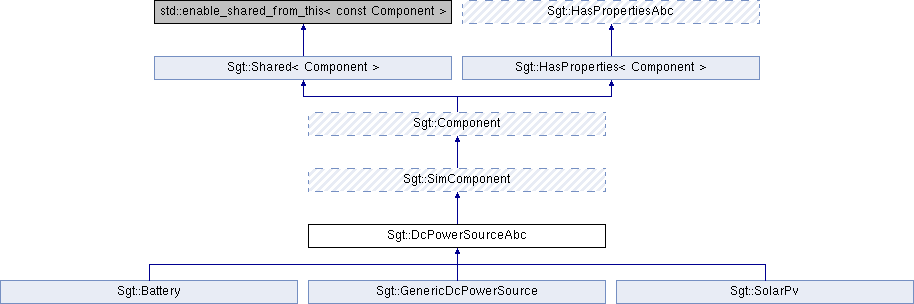 std::enable_shared_from_this< const Component >
Sgt::HasPropertiesAbc
Sgt::Shared< Component >
Sgt::HasProperties< Component >
Sgt::Component
Sgt::SimComponent
Sgt::DcPowerSourceAbc
Sgt::Battery
Sgt::GenericDcPowerSource
Sgt::SolarPv